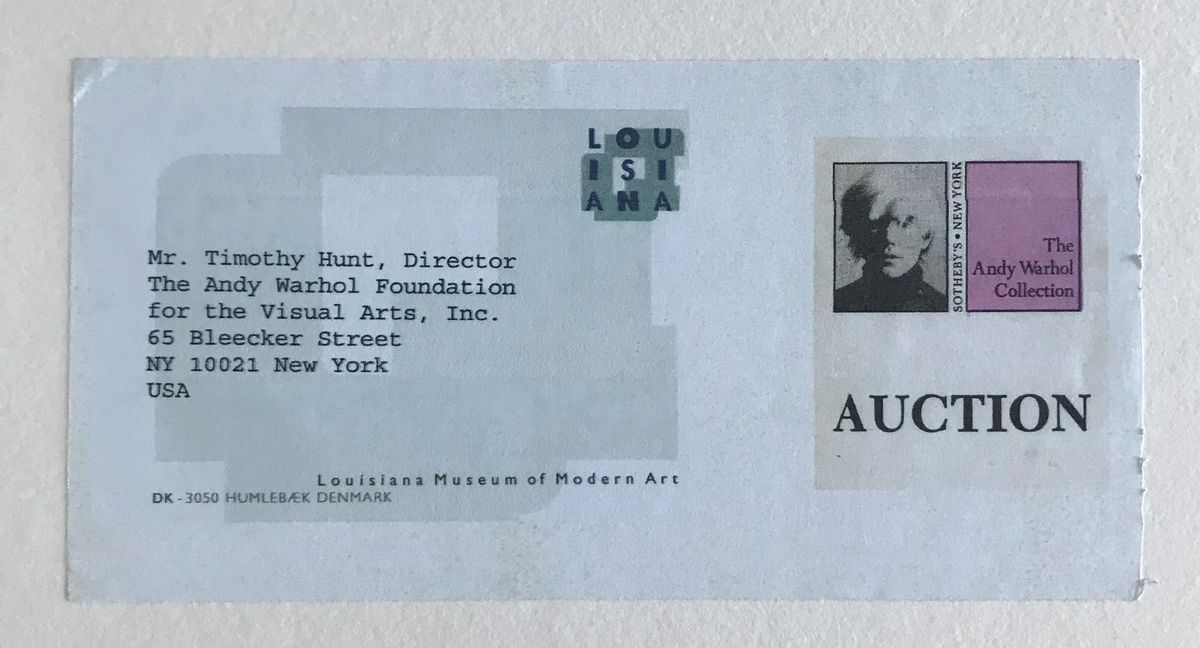 LOU
ISI
ANA
Mr. Timothy Hunt, Director
The Andy Warhol Foundation
for the Visual Arts, Inc.
65 Bleecker Street
NY 10021 New York
USA
Louisiana Museum of Modern Art
DK - 3050 HUMLEBÆK DENMARK
SOTHEBY'S • NEW YORK
The
Andy Warhol
Collection
AUCTION